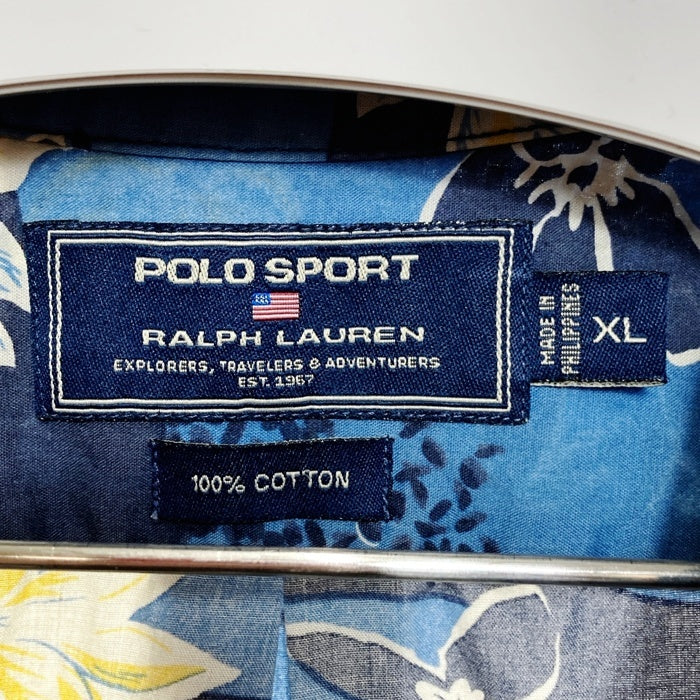 POLO SPORT
RALPH LAUREN
EXPLORERS, TRAVELERS & ADVENTURERS
EST. 1967
MADE IN
PHILIPPINES
XL
100% COTTON